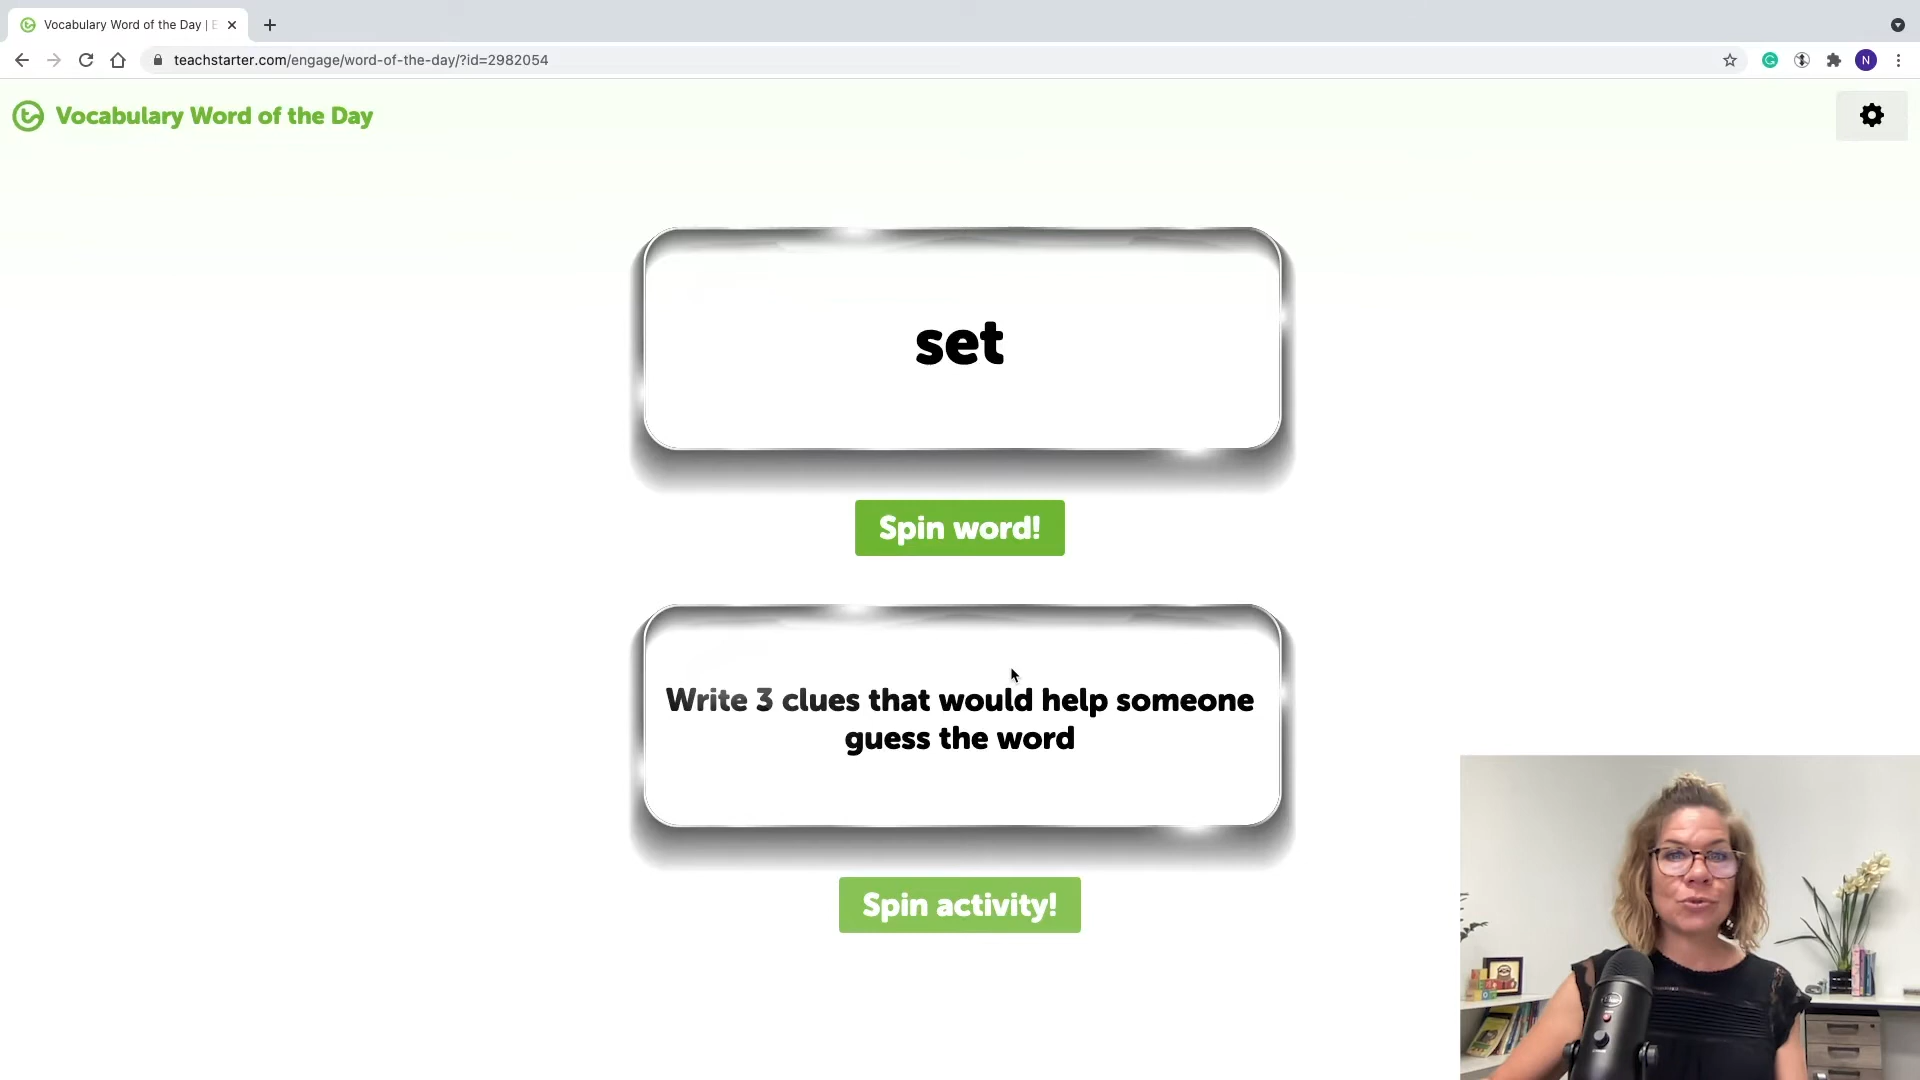 Vocabulary Word of the Day | E
teachstarter.com/engage/word-of-the-day/?id=2982054
N
Vocabulary Word of the Day
set
Spin word!
Write 3 clues that would help someone
guess the word
Spin activity!